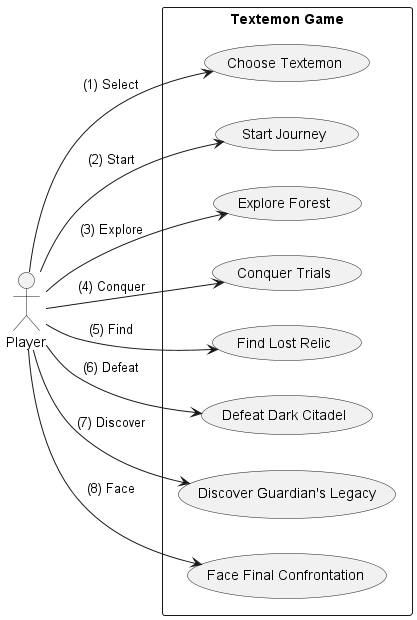 Textemon Game
(1) Select
Choose Textemon
(2) Start
Start Journey
(3) Explore
Explore Forest
(4) Conquer
Conquer Trials
(5) Find
Find Lost Relic
Player
(6) Defeat
Defeat Dark Citadel
(7) Discover
Discover Guardian's Legacy
(8) Face
Face Final Confrontation